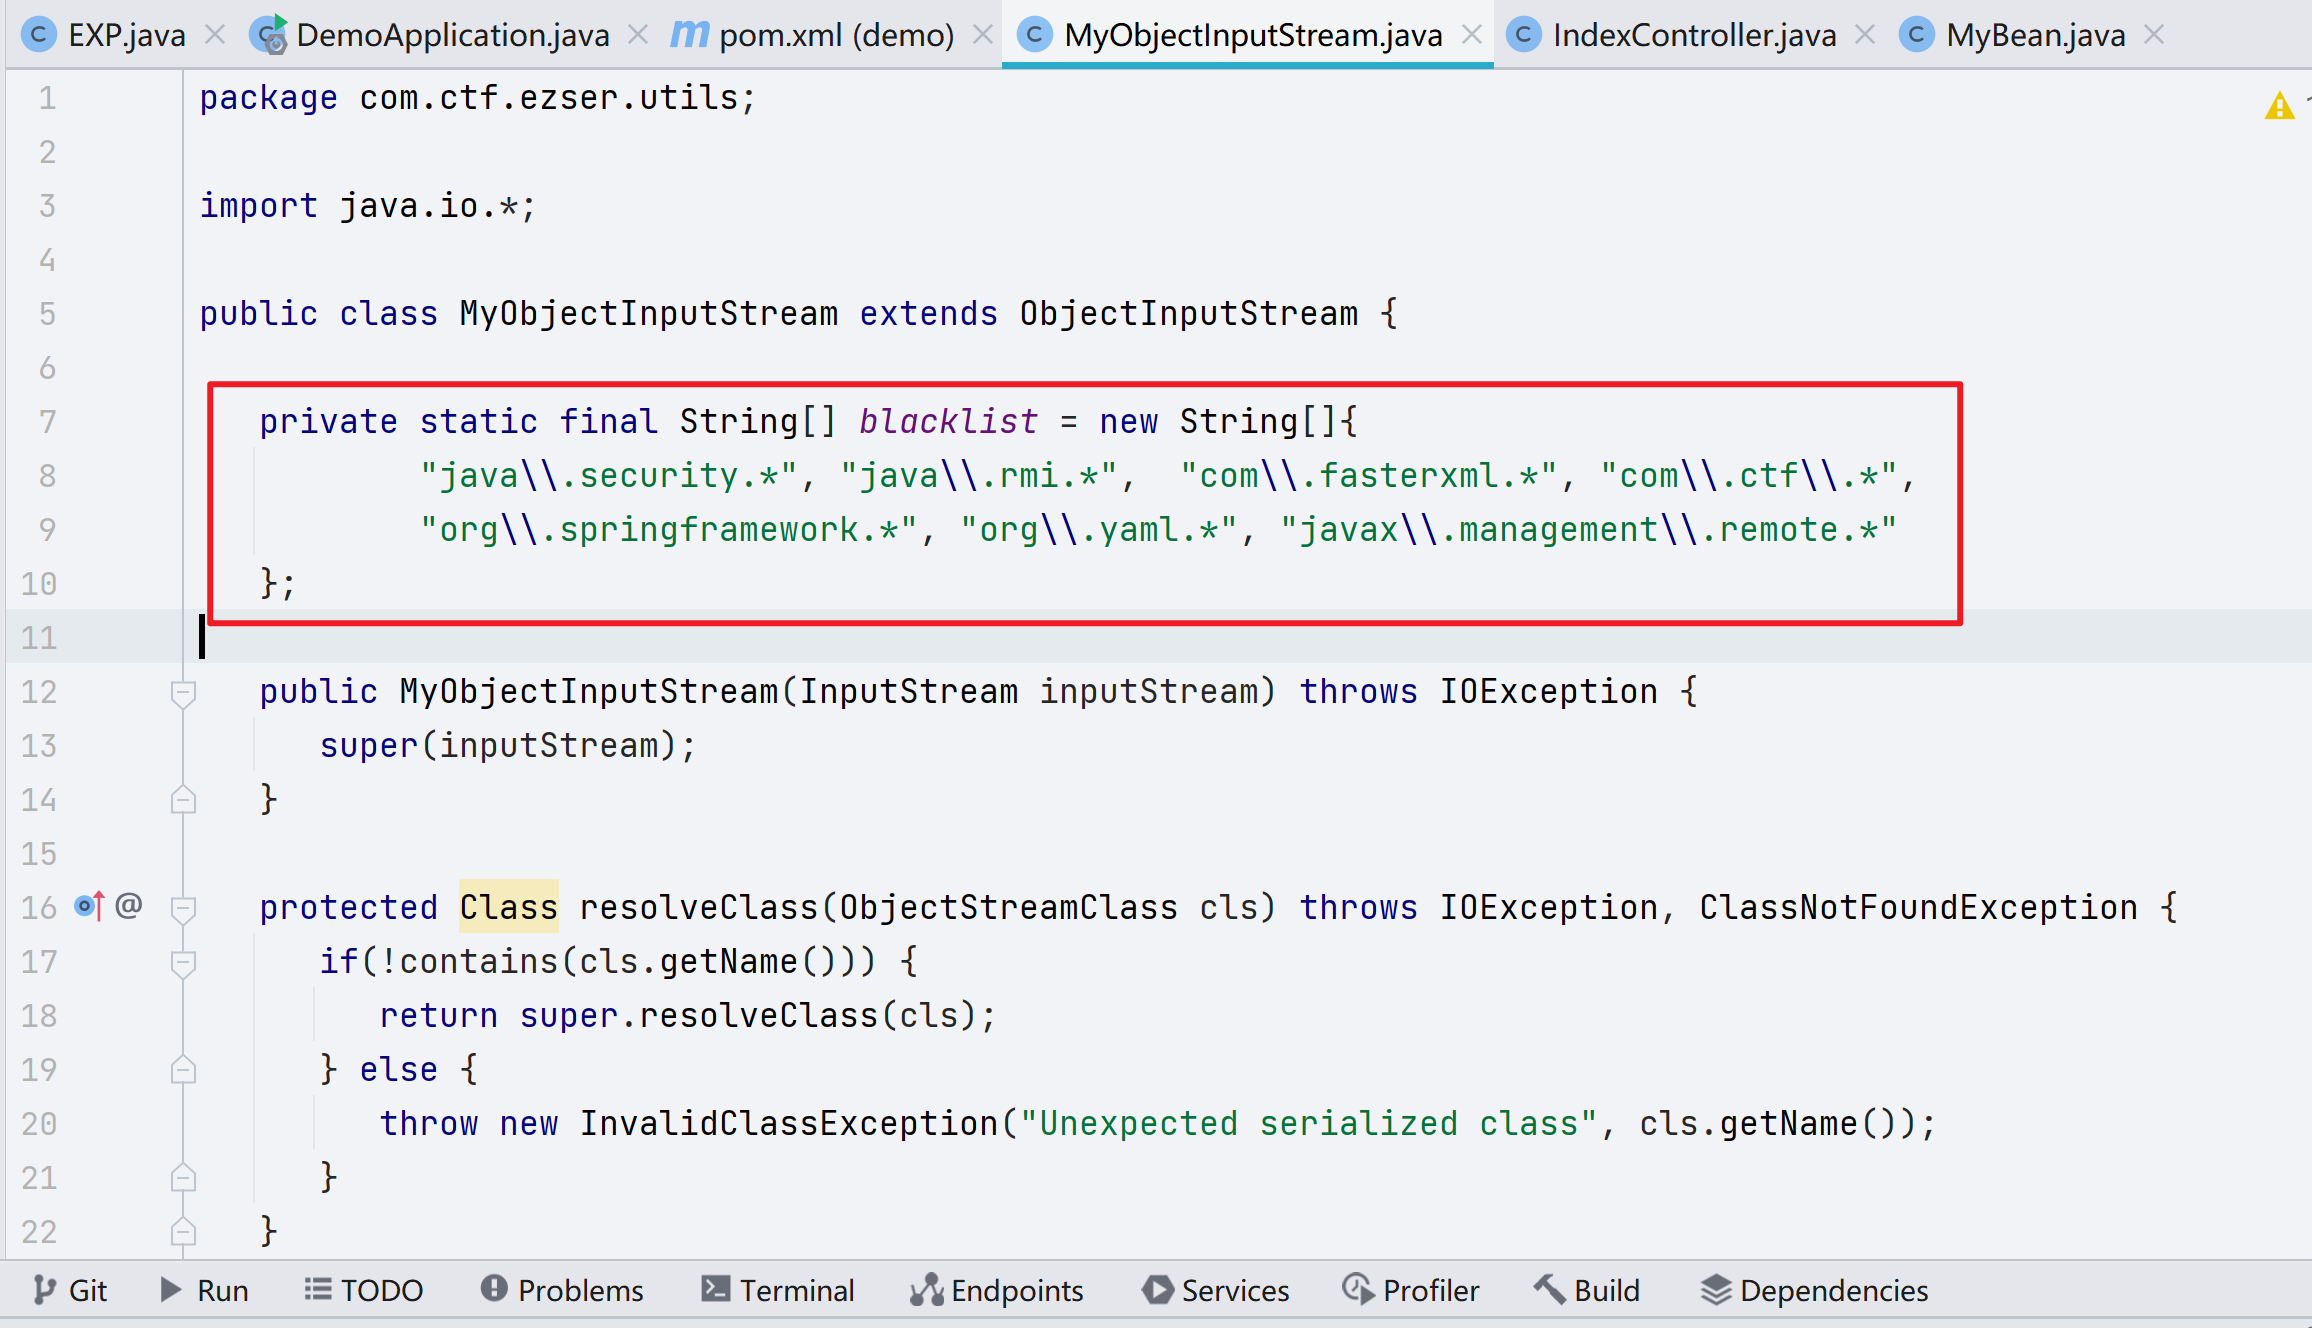 EXP.java DemoApplication.java pom.xml (demo) MyObjectInputStream.java IndexController.java MyBean.java
1 package com.ctf.ezser.utils;
2
3 import java.io.*;
4
5 public class MyObjectInputStream extends ObjectInputStream {
6
7 private static final String[] blacklist = new String[]{
8 "java\\.security.*", "java\\.rmi.*", "com\\.fasterxml.*", "com\\.ctf\\.*",
9 "org\\.springframework.*", "org\\.yaml.*", "javax\\.management\\.remote.*"
10 };
11
12 public MyObjectInputStream(InputStream inputStream) throws IOException {
13 super(inputStream);
14 }
15
16 @ protected Class resolveClass(ObjectStreamClass cls) throws IOException, ClassNotFoundException {
17 if(!contains(cls.getName())) {
18 return super.resolveClass(cls);
19 } else {
20 throw new InvalidClassException("Unexpected serialized class", cls.getName());
21 }
22 }
Git Run TODO Problems Terminal Endpoints Services Profiler Build Dependencies